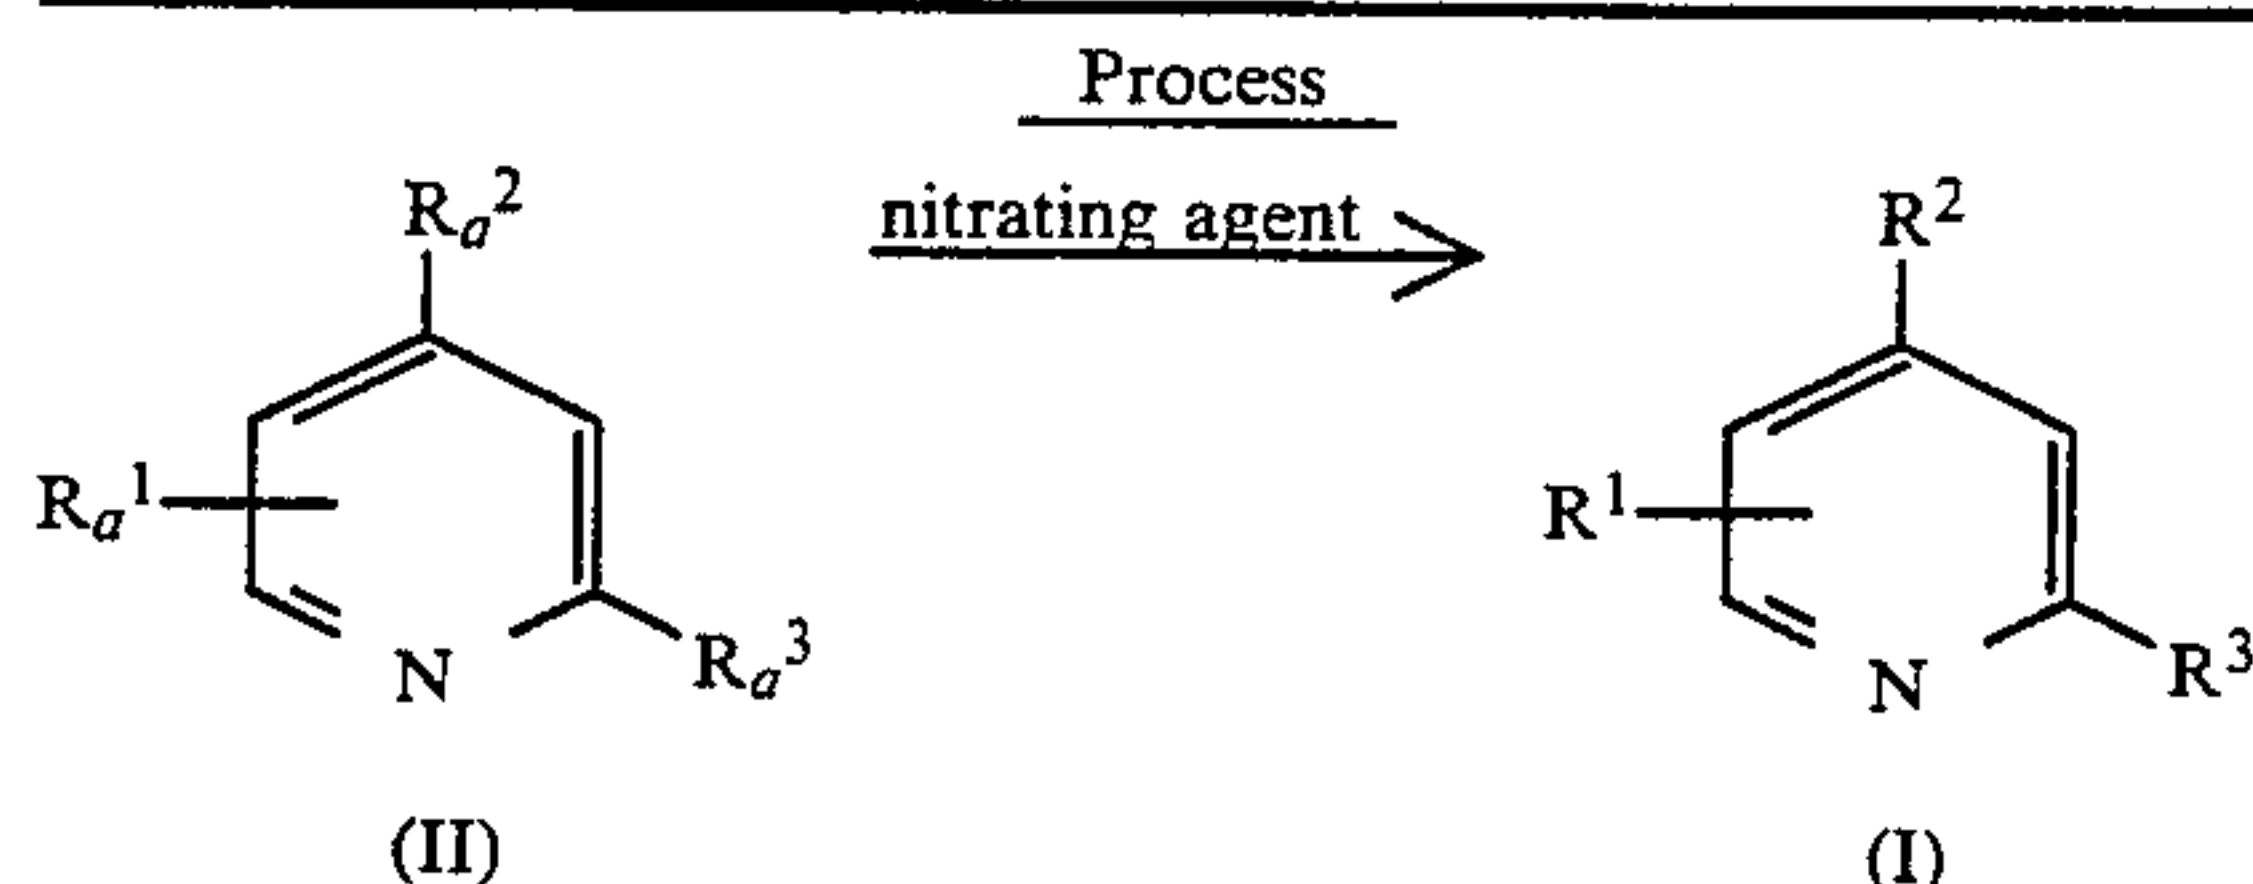 Process
nitrating agent
Rₐ² R²
Rₐ¹ R¹
N Rₐ³ N R³
(II) (I)